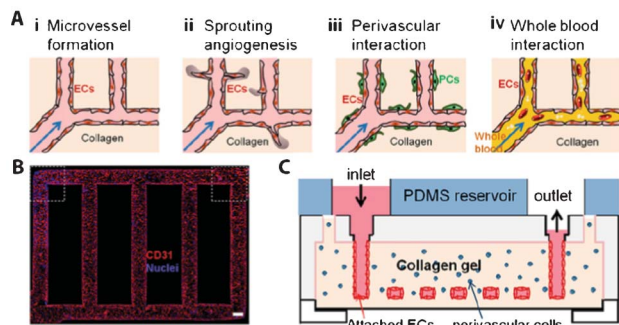 A
i Microvessel
formation
ii Sprouting
angiogenesis
iii Perivascular
interaction
iv Whole blood
interaction
ECs
Collagen
ECs
Collagen
ECs
PCs
Collagen
ECs
Whole
blood
Collagen
B
CD31
Nuclei
C
inlet
PDMS reservoir
outlet
Collagen gel
Attached ECs
perivascular cells